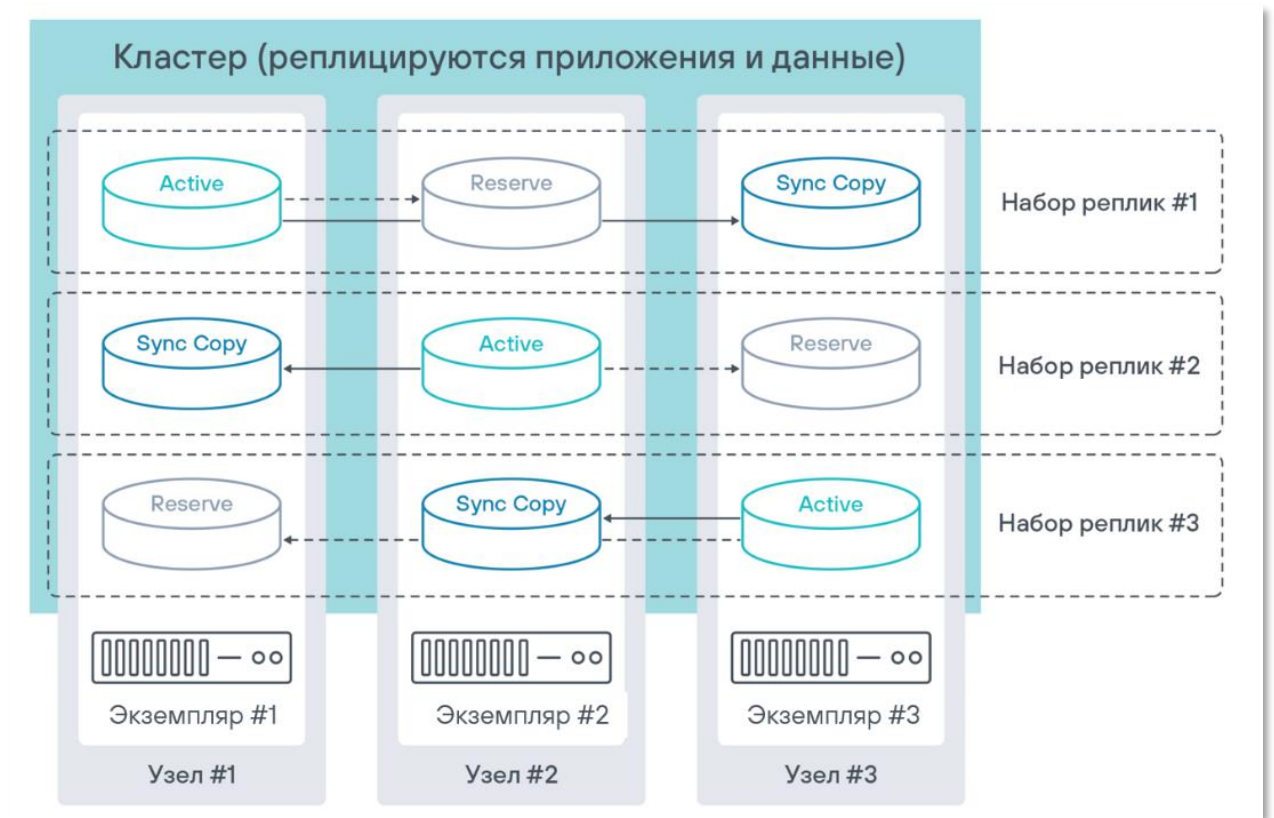 Кластер (реплицируются приложения и данные)
Active
Reserve
Sync Copy
Набор реплик #1
Sync Copy
Active
Reserve
Набор реплик #2
Reserve
Sync Copy
Active
Набор реплик #3
Экземпляр #1
Экземпляр #2
Экземпляр #3
Узел #1
Узел #2
Узел #3